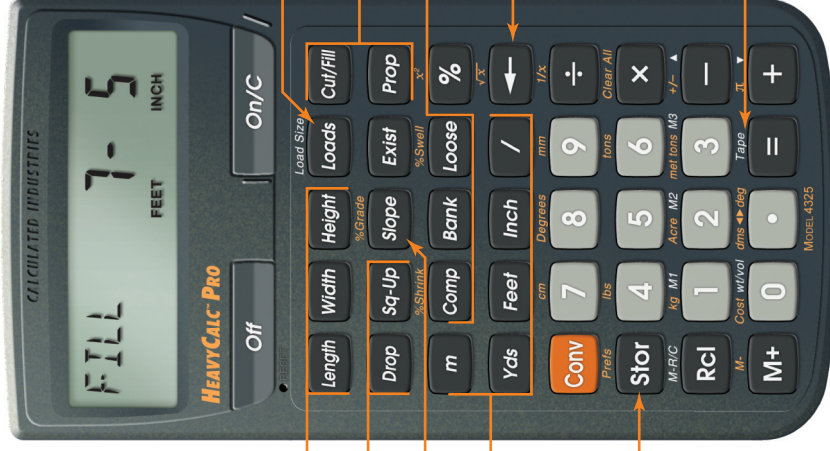 CALCULATED INDUSTRIES
FILL 7- 5
FEET INCH
HEAVYCALC PRO
Off On/C
RESET
Load Size
Length Width Height Loads Cut/Fill
%Grade
Drop Sq-Up Slope Exist Prop
%Shrink %Swell x²
m Comp Bank Loose %
√x
Yds Feet Inch / ←
cm Degrees mm 1/x
Conv 7 8 9 ÷
Prefs lbs tons Clear All
Stor 4 5 6 ×
M-R/C kg M1 Acre M2 met tons M3 +/− ▲
Rcl 1 2 3 −
M- Cost wt/vol dms◄►deg Tape π ▼
M+ 0 • = +
MODEL 4325